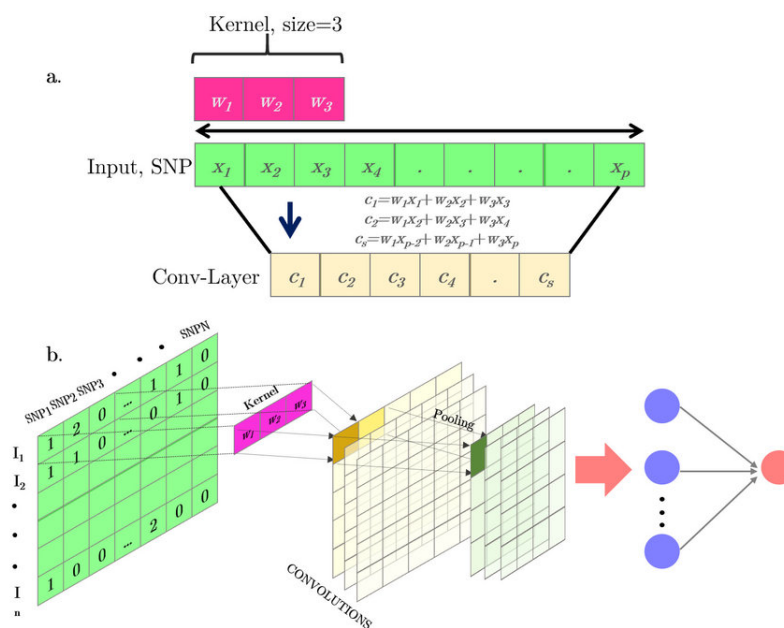 Kernel, size=3
a.
w1 w2 w3
Input, SNP x1 x2 x3 x4 . . . . xp
c1=w1x1+w2x2+w3x3
c2=w1x2+w2x3+w3x4
cs=w1xp-2+w2xp-1+w3xp
Conv-Layer c1 c2 c3 c4 . cs
b.
SNP1 SNP2 SNP3 • • • SNPN
I1 1 2 0 ... 1 1 0
I2 1 1 0 ... 0 1 0
•
•
•
In 1 0 0 ... 2 0 0
Kernel
w1 w2 w3
Pooling
CONVOLUTIONS